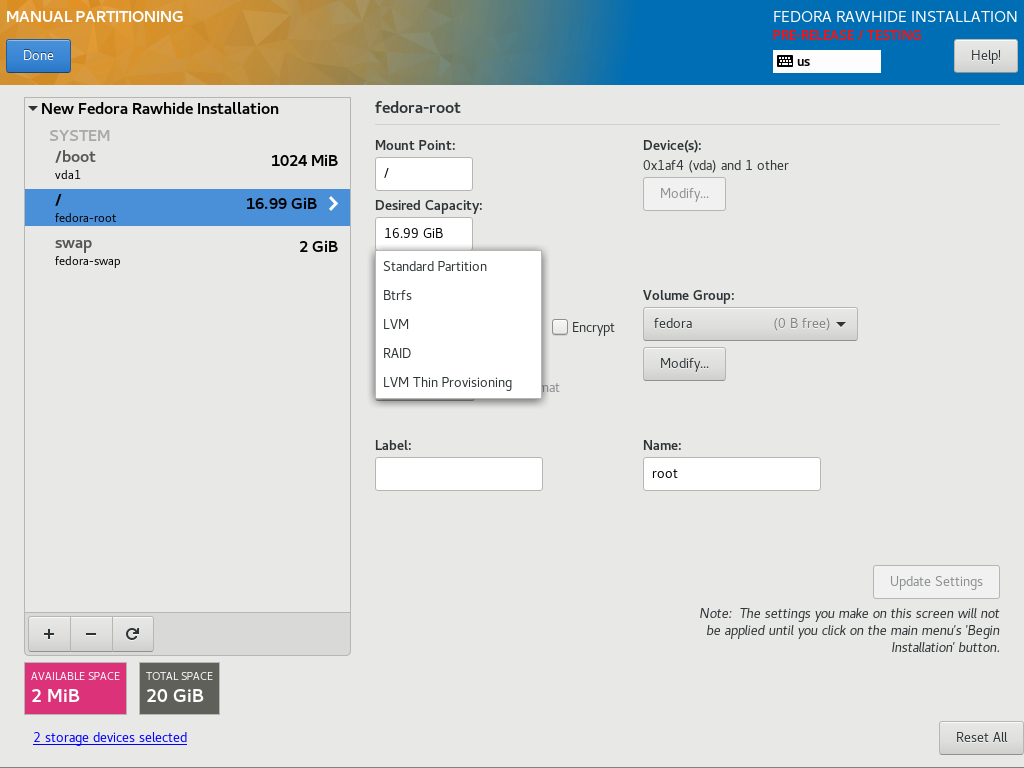 MANUAL PARTITIONING
FEDORA RAWHIDE INSTALLATION
PRE-RELEASE / TESTING
Done
us
Help!
New Fedora Rawhide Installation
SYSTEM
/boot
1024 MiB
vda1
/
16.99 GiB
fedora-root
swap
2 GiB
fedora-swap
fedora-root
Mount Point:
/
Desired Capacity:
16.99 GiB
Standard Partition
Btrfs
LVM
RAID
LVM Thin Provisioning
Encrypt
Label:
Device(s):
0x1af4 (vda) and 1 other
Modify...
Volume Group:
fedora (0 B free)
Modify...
Name:
root
Update Settings
Note: The settings you make on this screen will not
be applied until you click on the main menu's 'Begin
Installation' button.
+ −
AVAILABLE SPACE
2 MiB
TOTAL SPACE
20 GiB
2 storage devices selected
Reset All